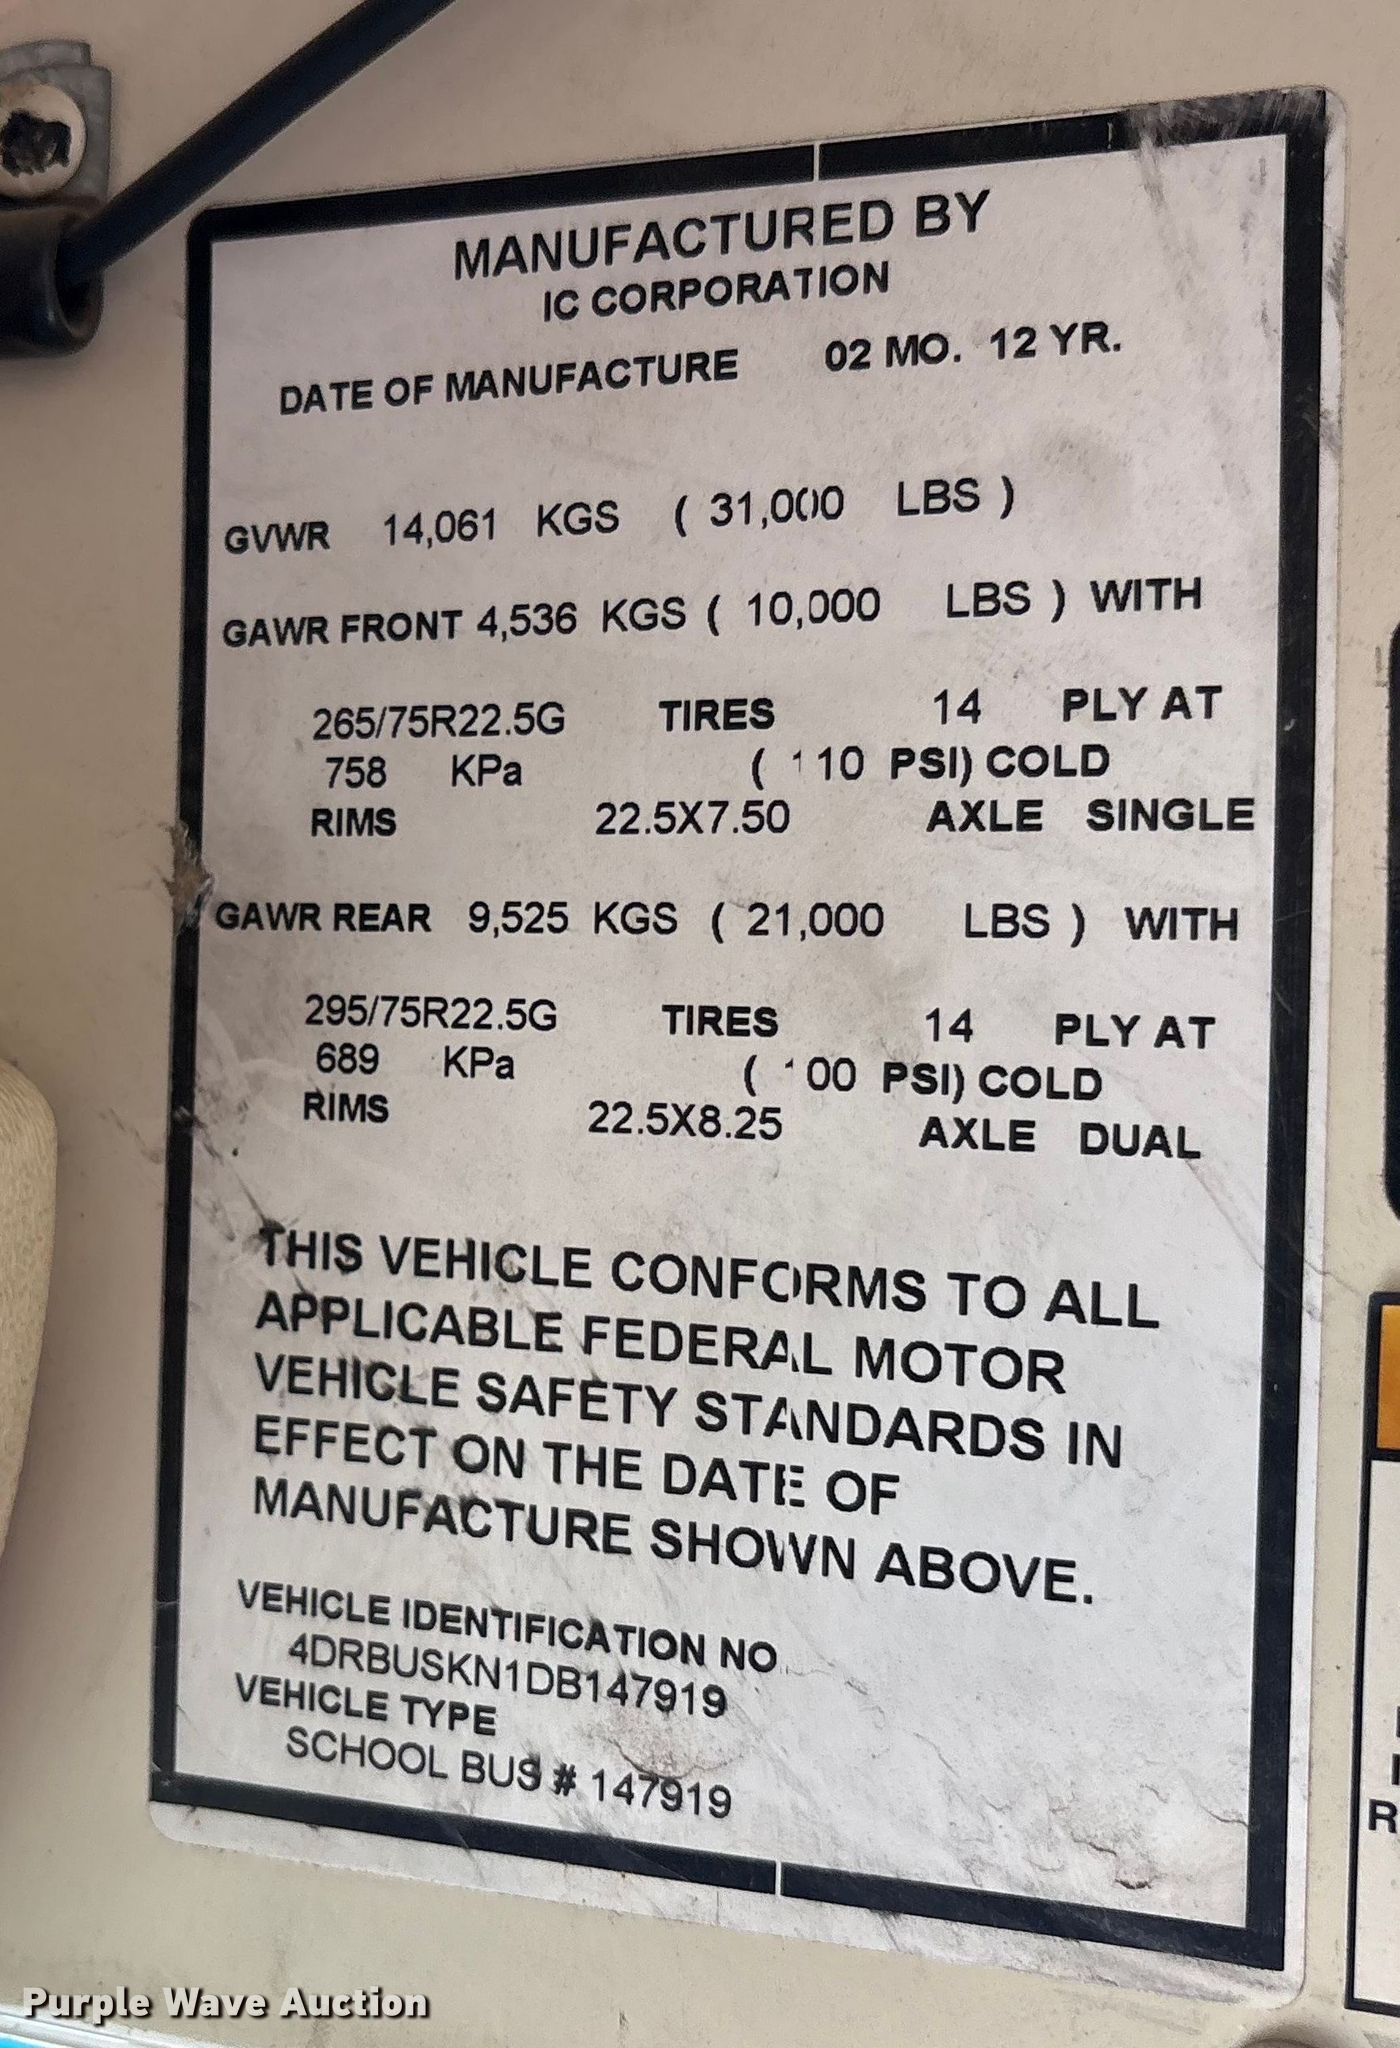 MANUFACTURED BY
IC CORPORATION
DATE OF MANUFACTURE 02 MO. 12 YR.
GVWR 14,061 KGS ( 31,000 LBS )
GAWR FRONT 4,536 KGS ( 10,000 LBS ) WITH
265/75R22.5G TIRES 14 PLY AT
758 KPa ( 110 PSI) COLD
RIMS 22.5X7.50 AXLE SINGLE
GAWR REAR 9,525 KGS ( 21,000 LBS ) WITH
295/75R22.5G TIRES 14 PLY AT
689 KPa ( 100 PSI) COLD
RIMS 22.5X8.25 AXLE DUAL
THIS VEHICLE CONFORMS TO ALL
APPLICABLE FEDERAL MOTOR
VEHICLE SAFETY STANDARDS IN
EFFECT ON THE DATE OF
MANUFACTURE SHOWN ABOVE.
VEHICLE IDENTIFICATION NO.
4DRBUSKN1DB147919
VEHICLE TYPE
SCHOOL BUS # 147919
Purple Wave Auction